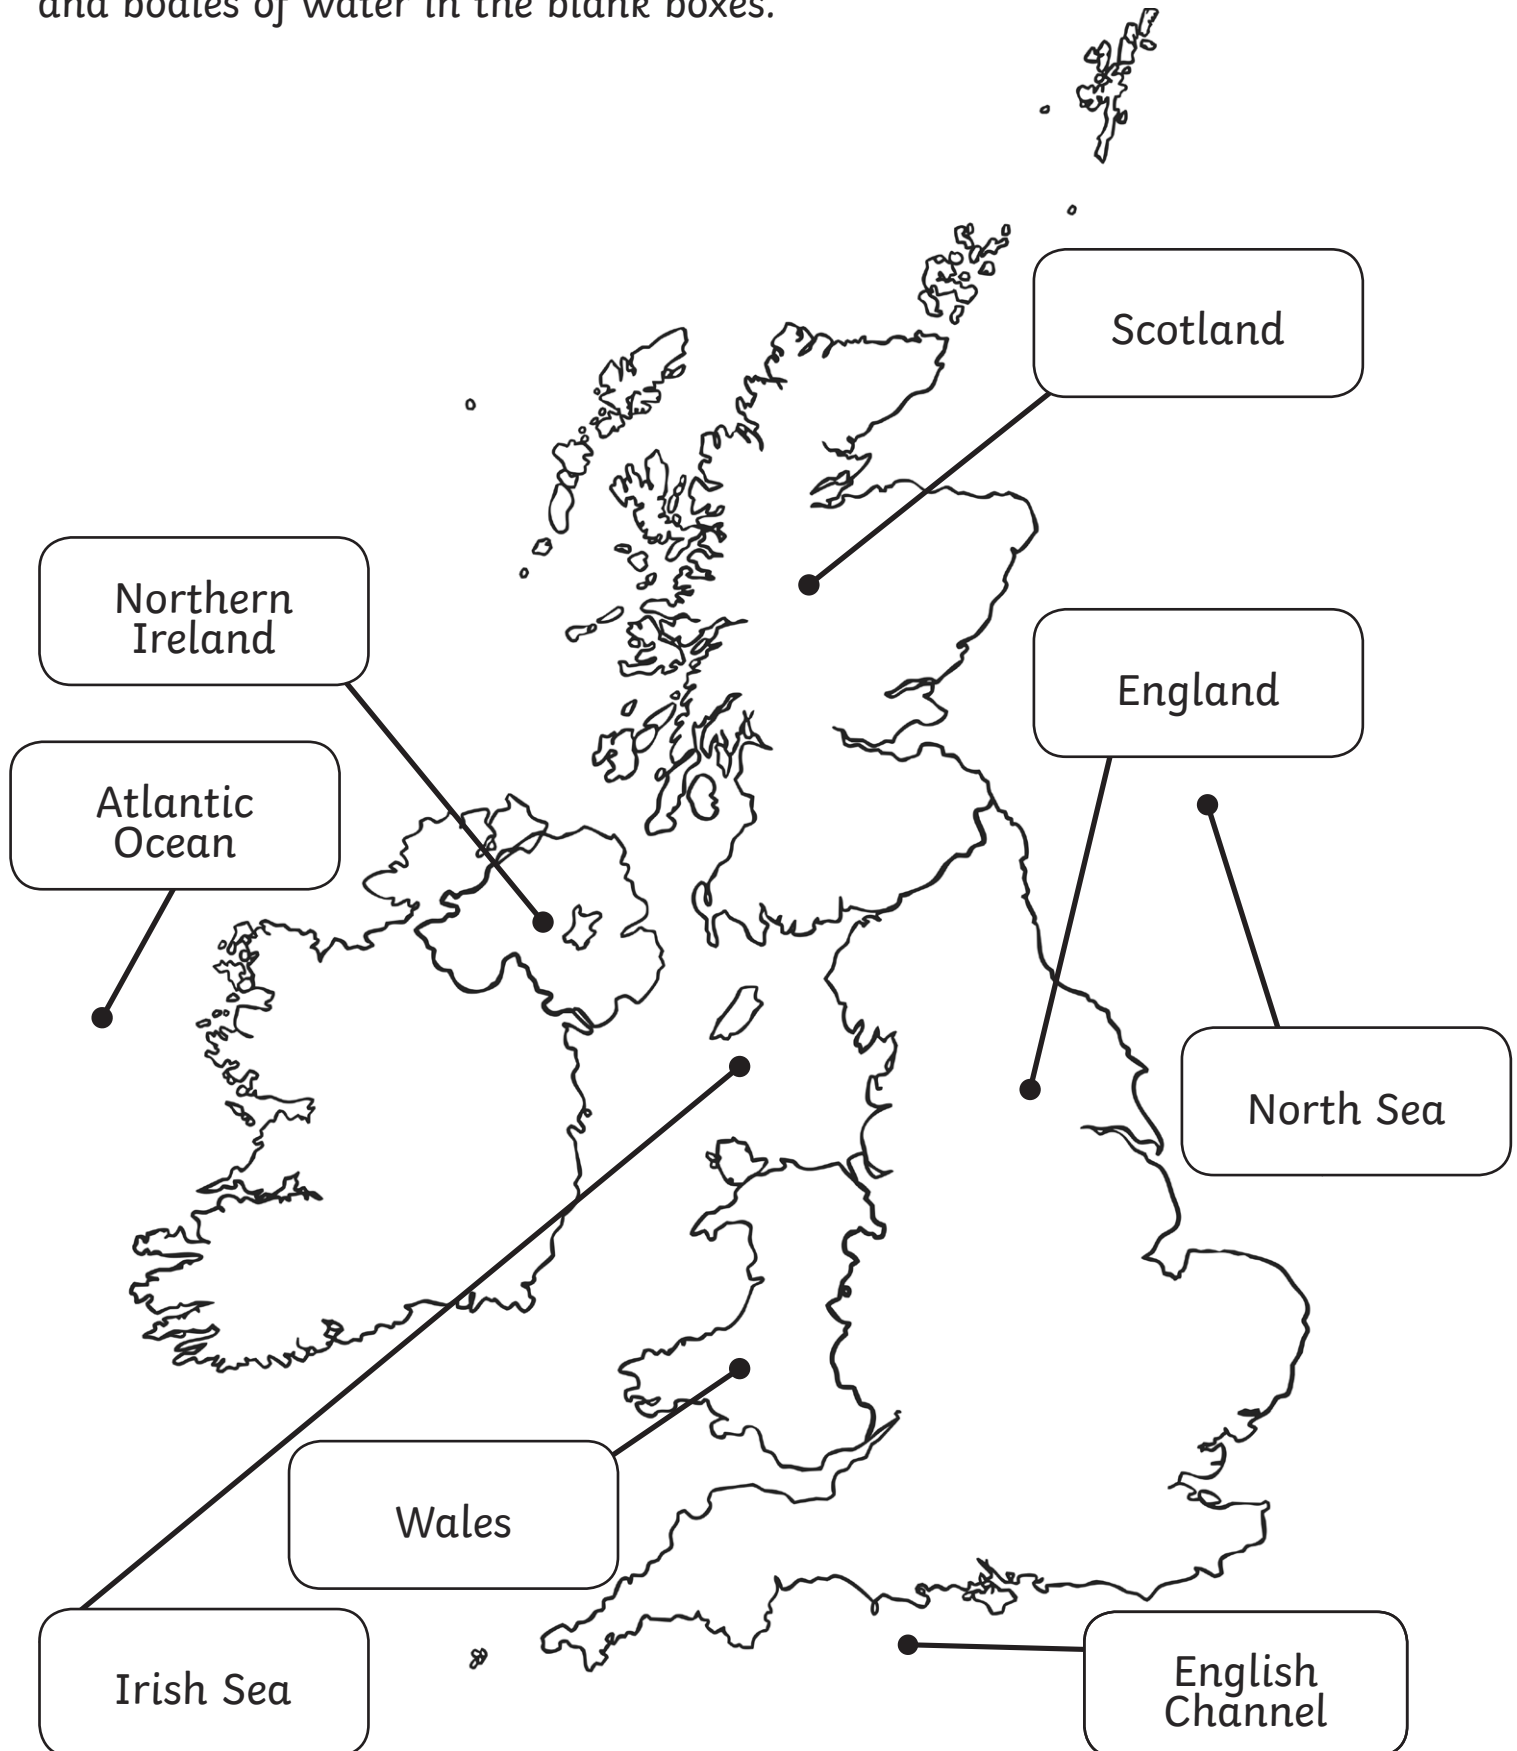 and bodies of water in the blank boxes.
Scotland
Northern
Ireland
England
Atlantic
Ocean
North Sea
Wales
Irish Sea
English
Channel